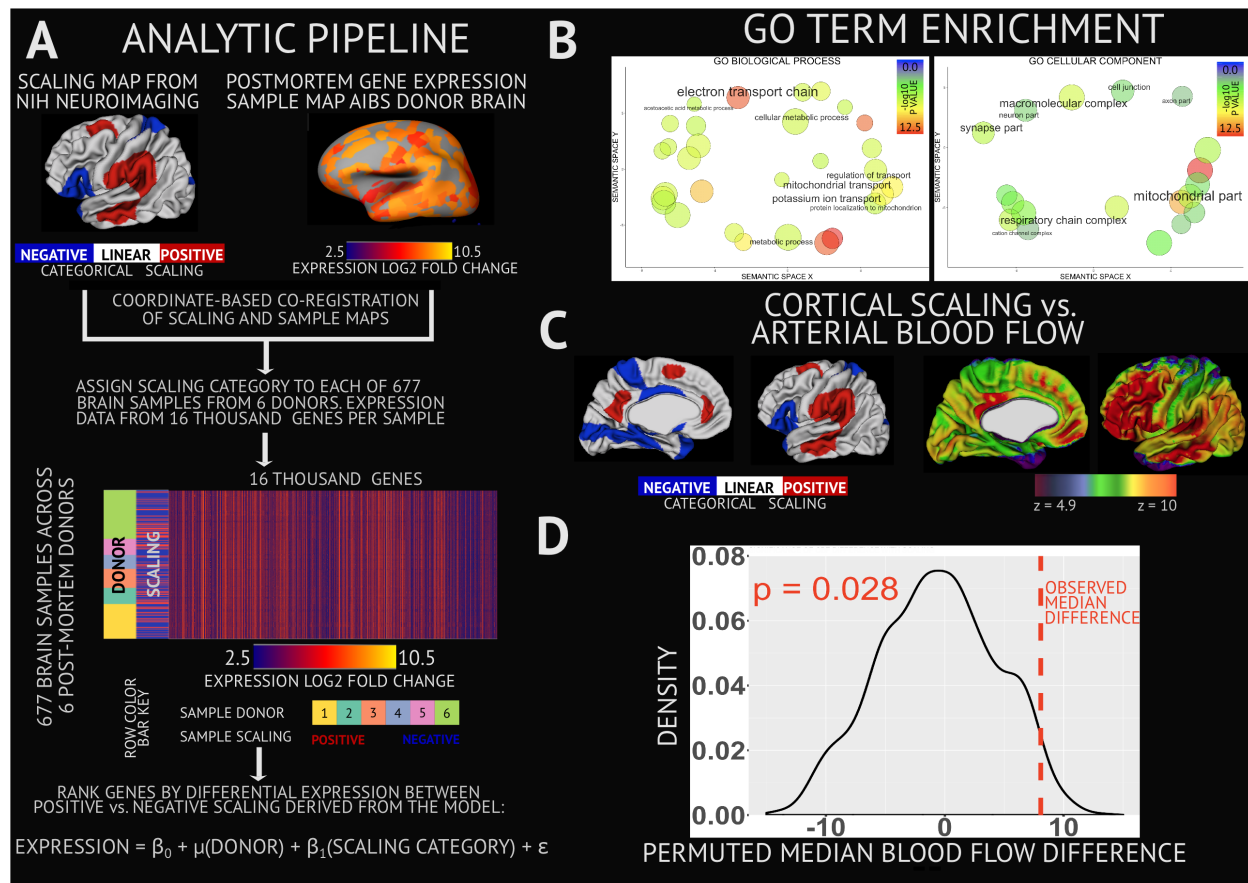 A
ANALYTIC PIPELINE
SCALING MAP FROM
NIH NEUROIMAGING
POSTMORTEM GENE EXPRESSION
SAMPLE MAP AIBS DONOR BRAIN
NEGATIVE LINEAR POSITIVE
CATEGORICAL SCALING
2.5 10.5
EXPRESSION LOG2 FOLD CHANGE
COORDINATE-BASED CO-REGISTRATION
OF SCALING AND SAMPLE MAPS
ASSIGN SCALING CATEGORY TO EACH OF 677
BRAIN SAMPLES FROM 6 DONORS. EXPRESSION
DATA FROM 16 THOUSAND GENES PER SAMPLE
16 THOUSAND GENES
677 BRAIN SAMPLES ACROSS
6 POST-MORTEM DONORS
DONOR
SCALING
2.5 10.5
EXPRESSION LOG2 FOLD CHANGE
ROW COLOR
BAR KEY
SAMPLE DONOR 1 2 3 4 5 6
SAMPLE SCALING POSITIVE NEGATIVE
RANK GENES BY DIFFERENTIAL EXPRESSION BETWEEN
POSITIVE vs. NEGATIVE SCALING DERIVED FROM THE MODEL:
EXPRESSION = β0 + µ(DONOR) + β1(SCALING CATEGORY) + ε
B
GO TERM ENRICHMENT
GO BIOLOGICAL PROCESS
0.0
-log10
P VALUE
12.5
electron transport chain
acetoacetic acid metabolic process
cellular metabolic process
regulation of transport
mitochondrial transport
potassium ion transport
protein localization to mitochondrion
metabolic process
SEMANTIC SPACE Y
SEMANTIC SPACE X
GO CELLULAR COMPONENT
0.0
-log10
P VALUE
12.5
cell junction
macromolecular complex
axon part
neuron part
synapse part
mitochondrial part
respiratory chain complex
cation channel complex
SEMANTIC SPACE Y
SEMANTIC SPACE X
C
CORTICAL SCALING vs.
ARTERIAL BLOOD FLOW
NEGATIVE LINEAR POSITIVE
CATEGORICAL SCALING
z = 4.9 z = 10
D
p = 0.028
OBSERVED
MEDIAN
DIFFERENCE
DENSITY
0.08
0.06
0.04
0.02
0.00
-10 0 10
PERMUTED MEDIAN BLOOD FLOW DIFFERENCE